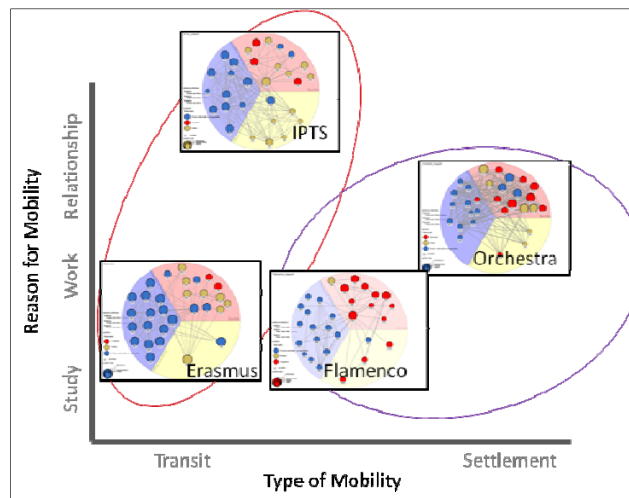 IPTS
Relationship
Orchestra
Reason for Mobility
Work
Erasmus
Flamenco
Study
Transit
Settlement
Type of Mobility